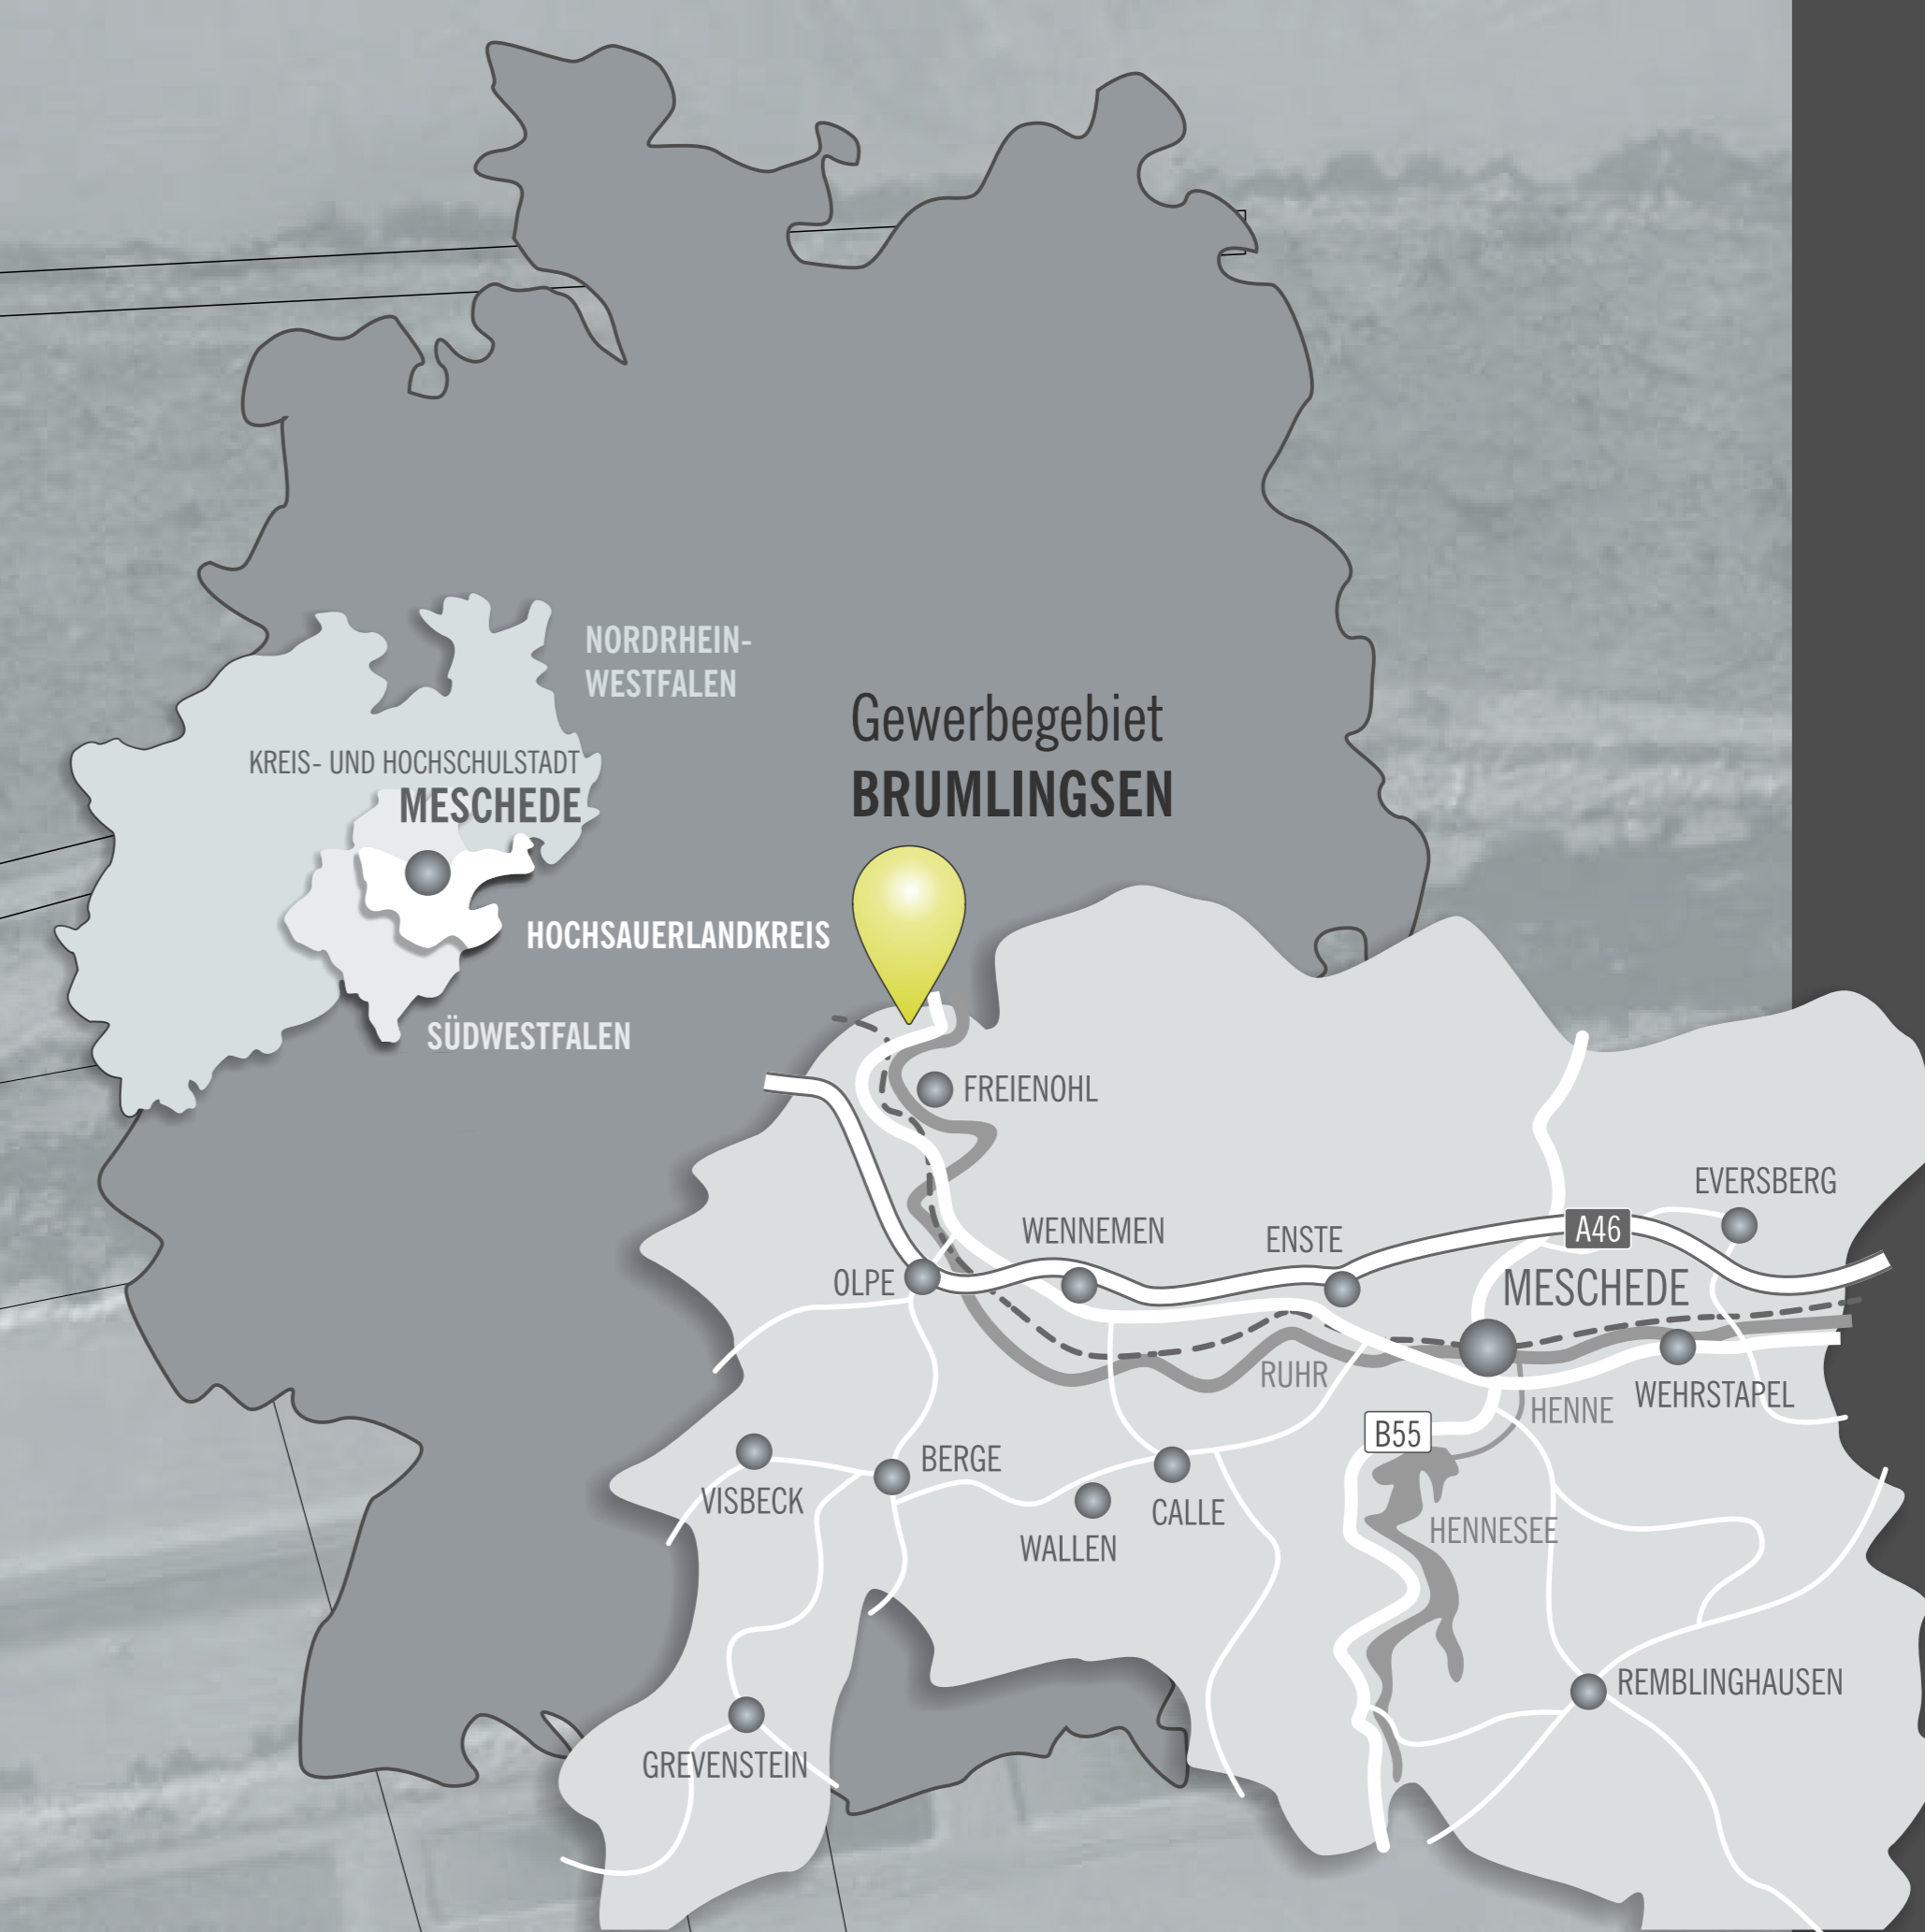 NORDRHEIN-
WESTFALEN
Gewerbegebiet
BRUMLINGSEN
KREIS- UND HOCHSCHULSTADT
MESCHEDE
HOCHSAUERLANDKREIS
SÜDWESTFALEN
FREIENOHL
EVERSBERG
WENNEMEN
ENSTE
A46
OLPE
MESCHEDE
RUHR
WEHRSTAPEL
HENNE
B55
BERGE
VISBECK
CALLE
WALLEN
HENNESEE
REMBLINGHAUSEN
GREVENSTEIN